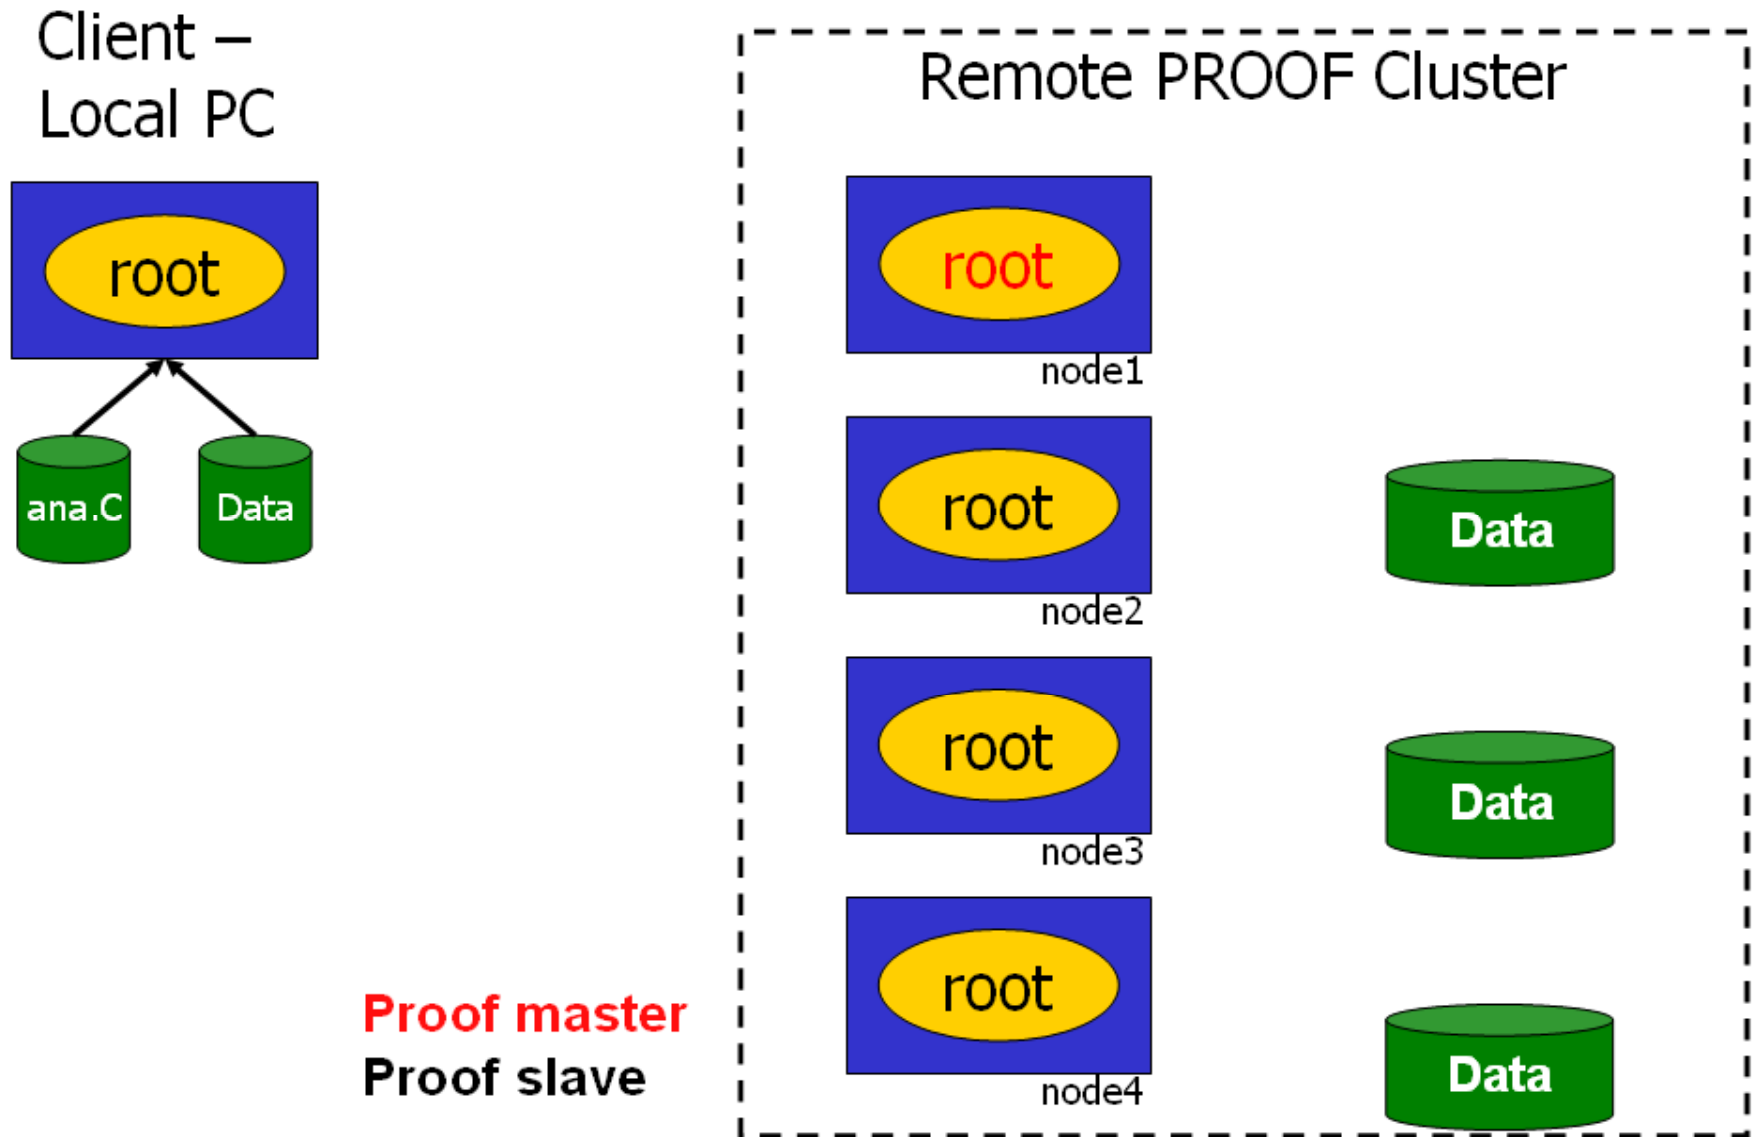 Client –
Local PC
root
ana.C
Data
Remote PROOF Cluster
root
node1
root
node2
Data
root
node3
Data
root
node4
Data
Proof master
Proof slave